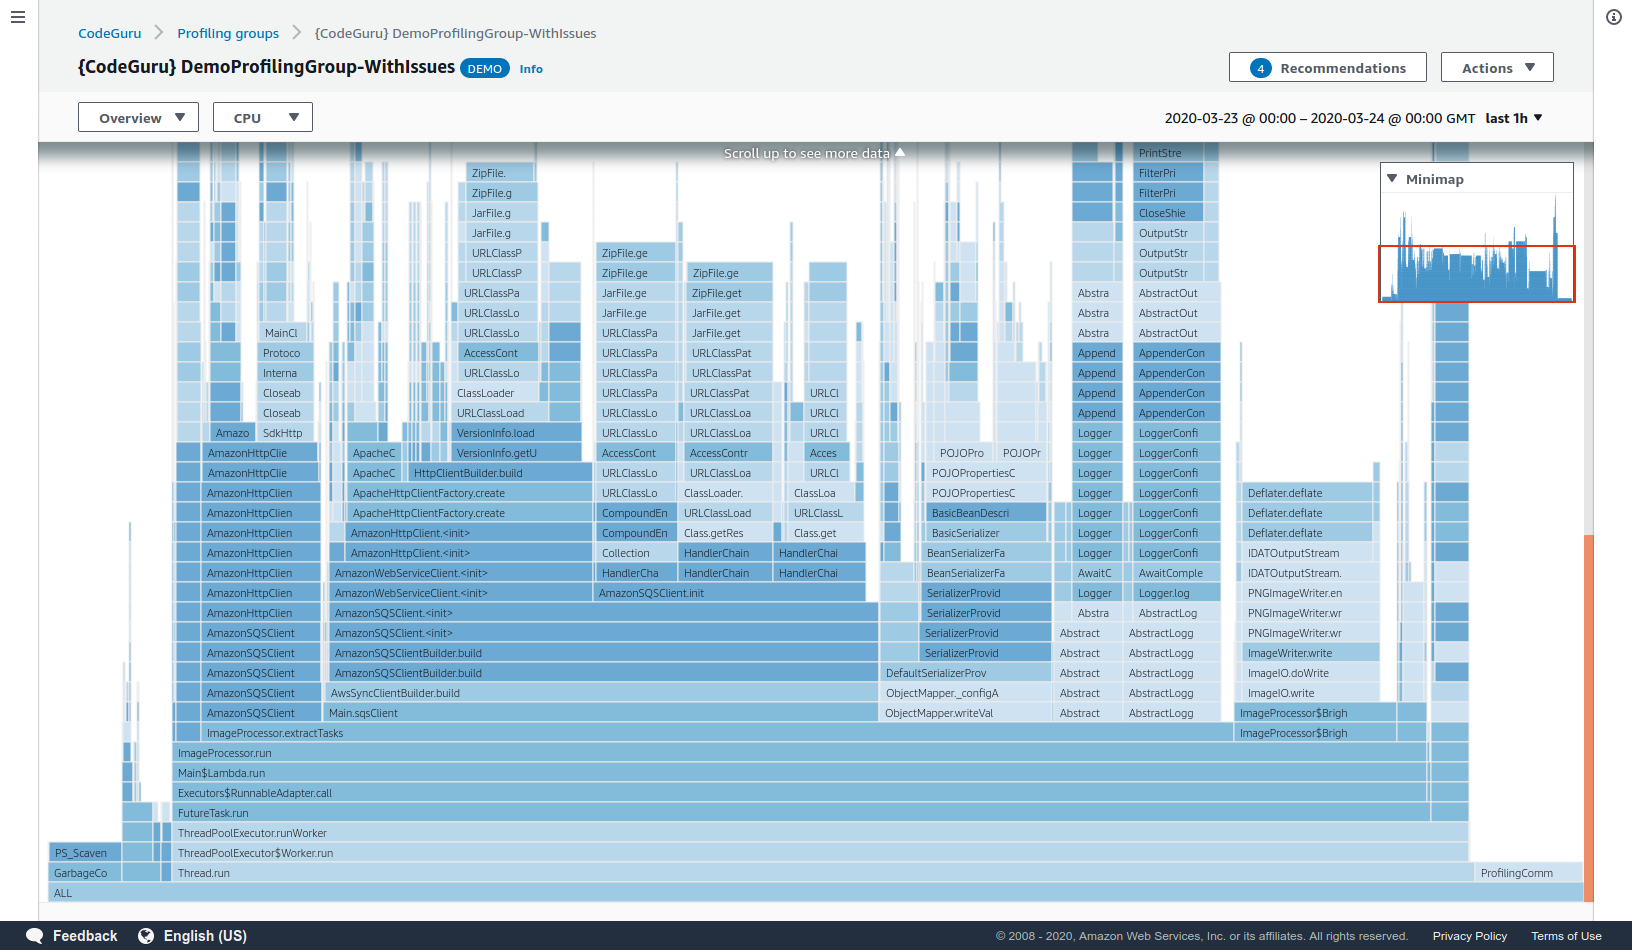 CodeGuru
Profiling groups
{CodeGuru} DemoProfilingGroup-WithIssues
{CodeGuru} DemoProfilingGroup-WithIssues DEMO Info
4 Recommendations
Actions
Overview
CPU
2020-03-23 @ 00:00 – 2020-03-24 @ 00:00 GMT last 1h
Scroll up to see more data
Minimap
PrintStre
ZipFile. FilterPri
ZipFile.g FilterPri
JarFile.g CloseShie
JarFile.g OutputStr
URLClassP ZipFile.ge OutputStr
URLClassP ZipFile.ge ZipFile.ge OutputStr
URLClassPa JarFile.ge ZipFile.get Abstra AbstractOut
URLClassLo JarFile.ge JarFile.get Abstra AbstractOut
MainCl URLClassLo URLClassPa JarFile.get Abstra AbstractOut
Protoco AccessCont URLClassPa URLClassPat Append AppenderCon
Interna URLClassLo URLClassPa URLClassPat Append AppenderCon
Closeab ClassLoader URLClassPa URLClassPat URLCl Append AppenderCon
Closeab URLClassLoad URLClassLo URLClassLoa URLCl Append AppenderCon
Amazo SdkHttp VersionInfo.load URLClassLo URLClassLoa URLCl Logger LoggerConfi
AmazonHttpClie ApacheC VersionInfo.getU AccessCont AccessContr Acces POJOPro POJOPr Logger LoggerConfi
AmazonHttpClie ApacheC HttpClientBuilder.build URLClassLo URLClassLoa URLCl POJOPropertiesC Logger LoggerConfi
AmazonHttpClien ApacheHttpClientFactory.create URLClassLo ClassLoader. ClassLoa POJOPropertiesC Logger LoggerConfi Deflater.deflate
AmazonHttpClien ApacheHttpClientFactory.create CompoundEn URLClassLoad URLClassL BasicBeanDescri Logger LoggerConfi Deflater.deflate
AmazonHttpClien AmazonHttpClient.<init> CompoundEn Class.getRes Class.get BasicSerializer Logger LoggerConfi Deflater.deflate
AmazonHttpClien AmazonHttpClient.<init> Collection HandlerChain HandlerChai BeanSerializerFa Logger LoggerConfi IDATOutputStream
AmazonHttpClien AmazonWebServiceClient.<init> HandlerCha HandlerChain HandlerChai BeanSerializerFa AwaitC AwaitComple IDATOutputStream.
AmazonHttpClien AmazonWebServiceClient.<init> AmazonSQSClient.init SerializerProvid Logger Logger.log PNGImageWriter.en
AmazonHttpClien AmazonSQSClient.<init> SerializerProvid Abstra AbstractLog PNGImageWriter.wr
AmazonSQSClient AmazonSQSClient.<init> SerializerProvid Abstract AbstractLogg PNGImageWriter.wr
AmazonSQSClient AmazonSQSClientBuilder.build SerializerProvid Abstract AbstractLogg ImageWriter.write
AmazonSQSClient AmazonSQSClientBuilder.build DefaultSerializerProv Abstract AbstractLogg ImageIO.doWrite
AmazonSQSClient AwsSyncClientBuilder.build ObjectMapper._configA Abstract AbstractLogg ImageIO.write
AmazonSQSClient Main.sqsClient ObjectMapper.writeVal Abstract AbstractLogg ImageProcessor$Brigh
ImageProcessor.extractTasks ImageProcessor$Brigh
ImageProcessor.run
Main$Lambda.run
Executors$RunnableAdapter.call
FutureTask.run
ThreadPoolExecutor.runWorker
PS_Scaven ThreadPoolExecutor$Worker.run
GarbageCo Thread.run ProfilingComm
ALL
Feedback English (US) © 2008 - 2020, Amazon Web Services, Inc. or its affiliates. All rights reserved. Privacy Policy Terms of Use